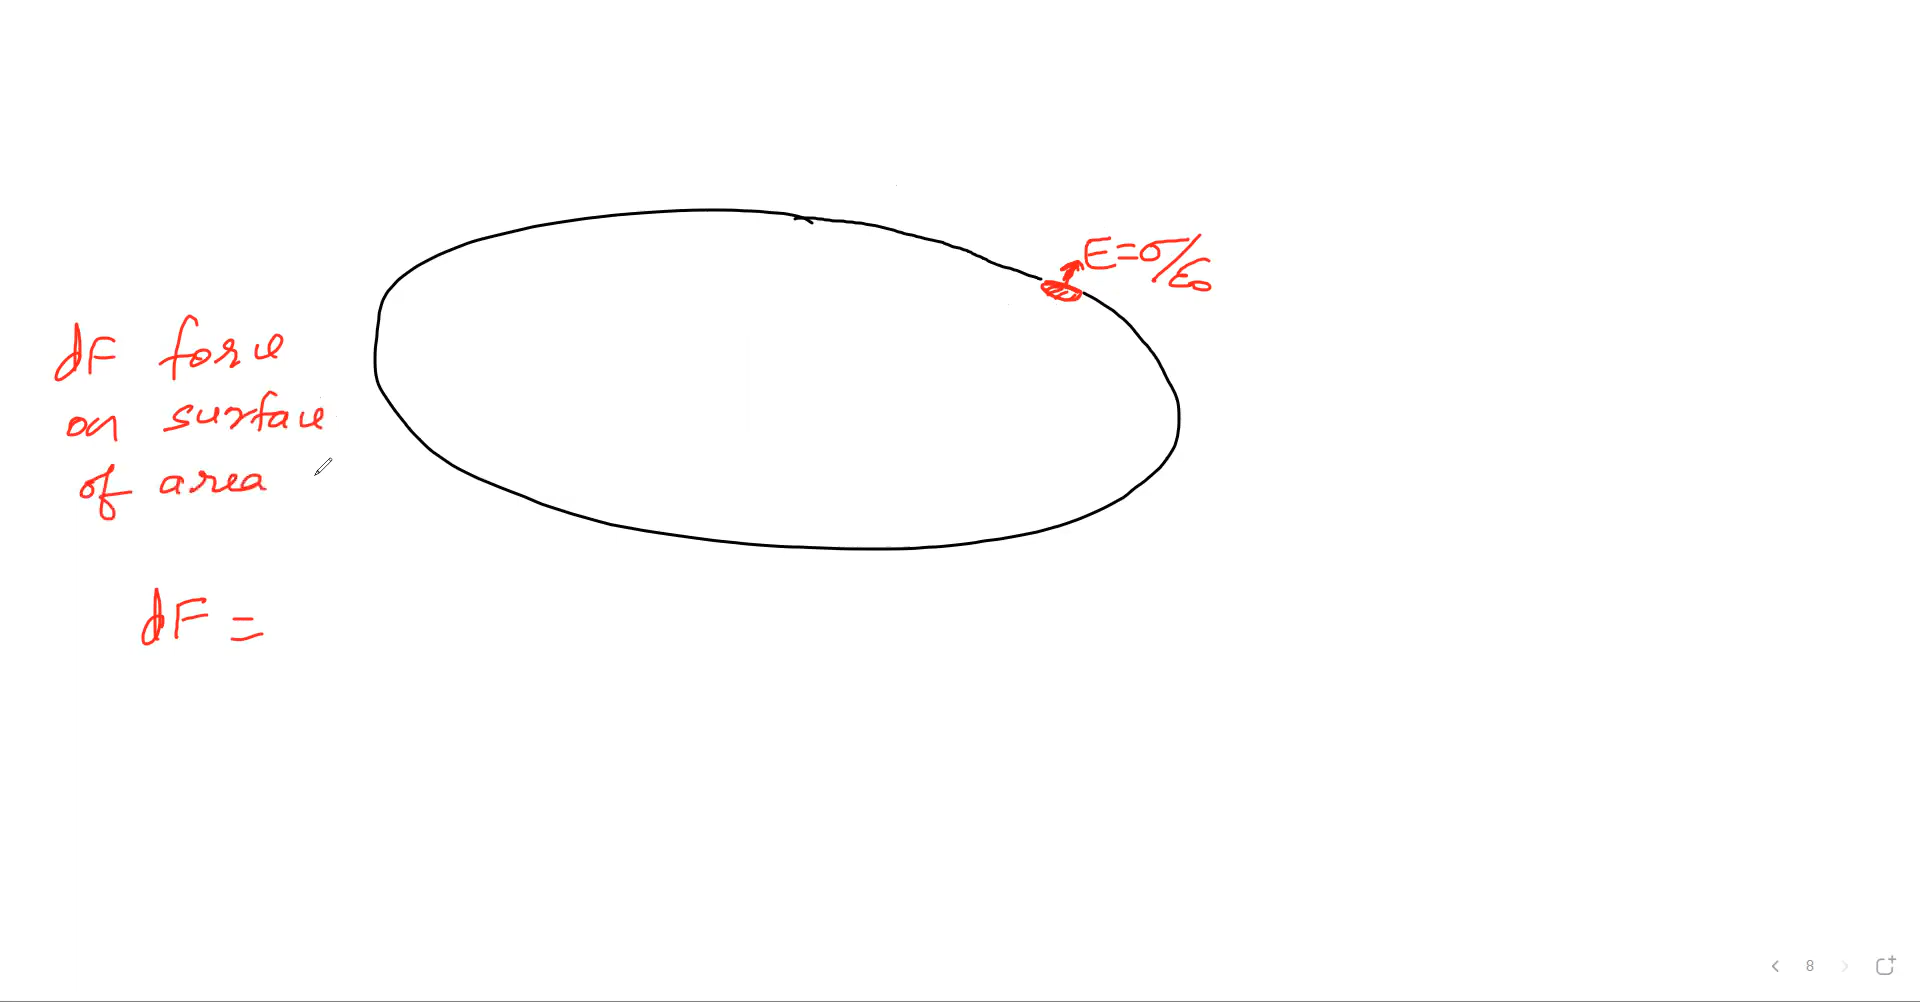 E=σ/ε₀
dF force
on surface
of area
dF =
8